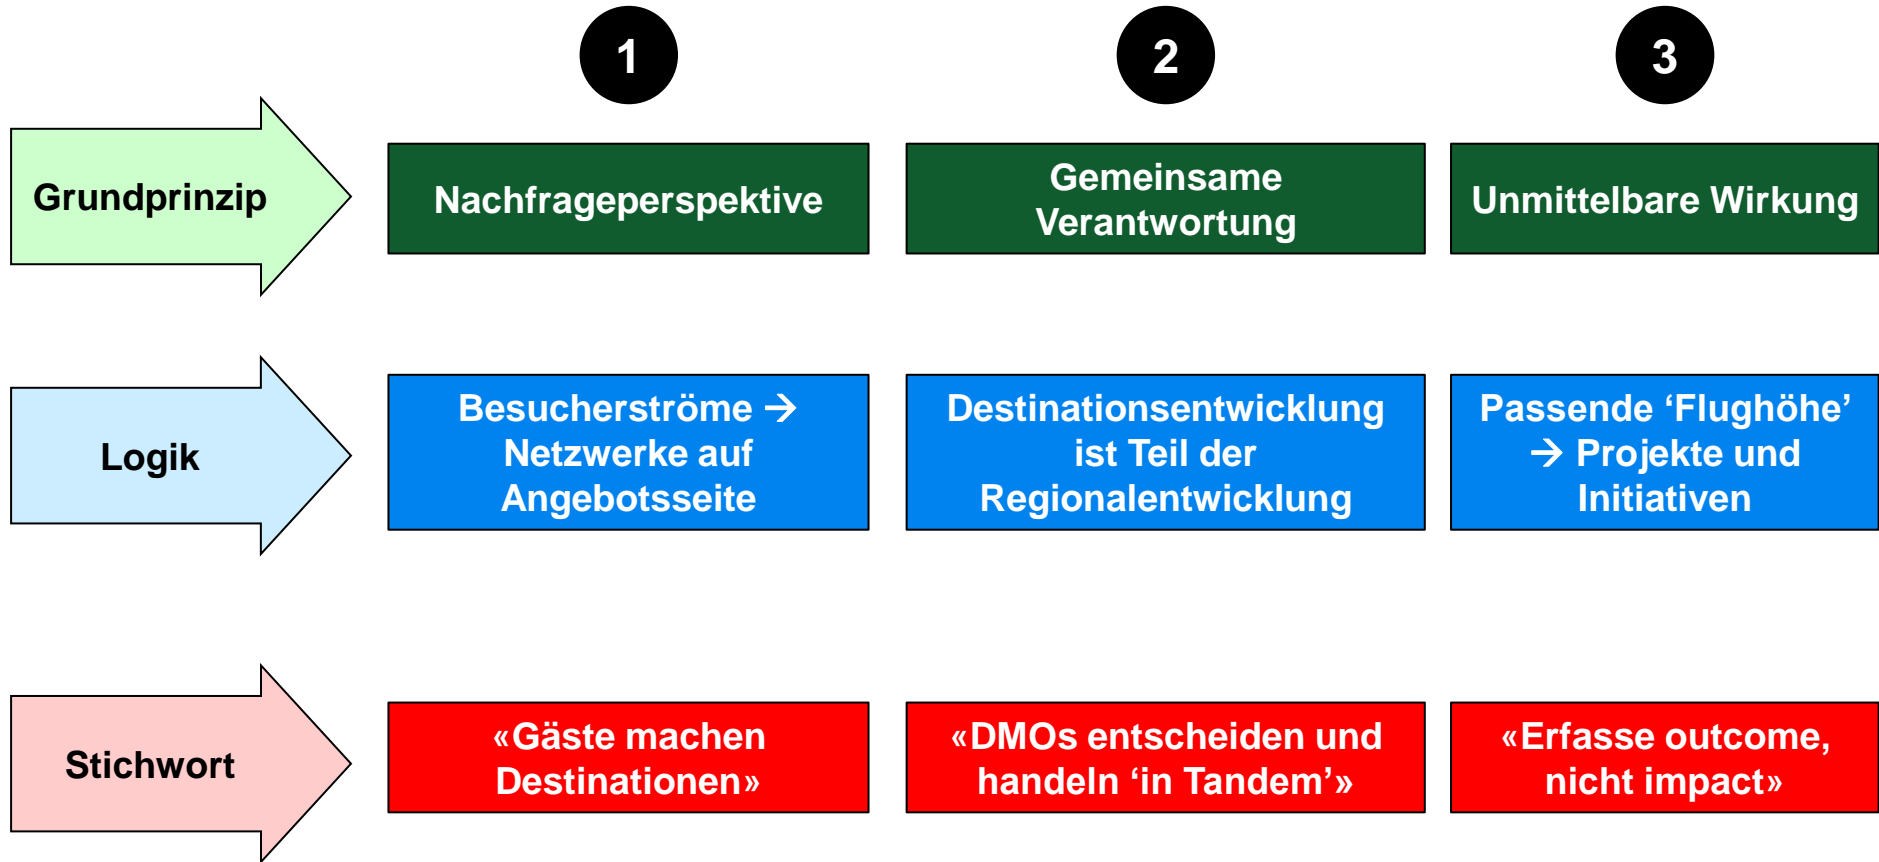 1
2
3
Grundprinzip
Nachfrageperspektive
Gemeinsame
Verantwortung
Unmittelbare Wirkung
Logik
Besucherströme →
Netzwerke auf
Angebotsseite
Destinationsentwicklung
ist Teil der
Regionalentwicklung
Passende ‘Flughöhe’
→ Projekte und
Initiativen
Stichwort
«Gäste machen
Destinationen»
«DMOs entscheiden und
handeln ‘in Tandem’»
«Erfasse outcome,
nicht impact»